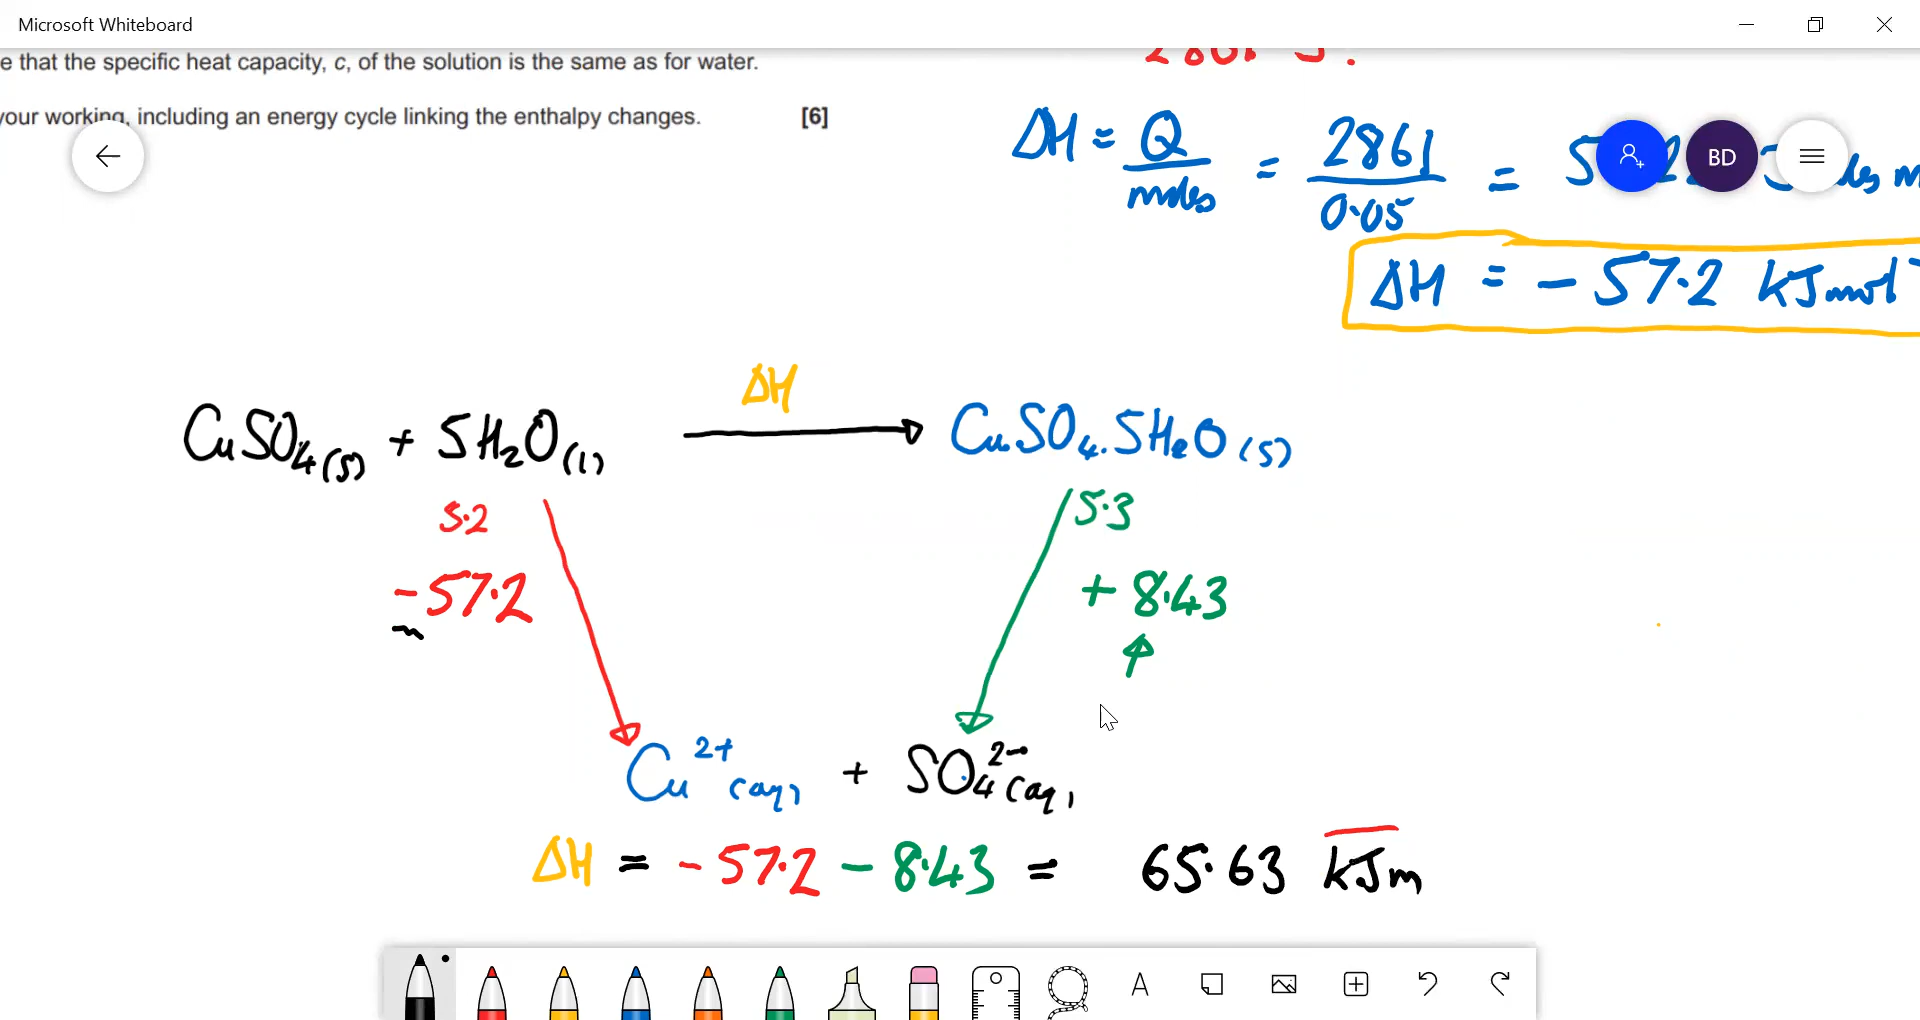 Microsoft Whiteboard
e that the specific heat capacity, c, of the solution is the same as for water.
your working, including an energy cycle linking the enthalpy changes. [6]
ΔH = Q/moles = 2861/0.05 =
BD
ΔH = - 57.2 kJmol
ΔH
CuSO4(s) + 5H2O(l) → CuSO4.5H2O(s)
5.2 5.3
-57.2 + 8.43
Cu2+(aq) + SO42-(aq)
ΔH = - 57.2 - 8.43 = 65.63 kJm
A